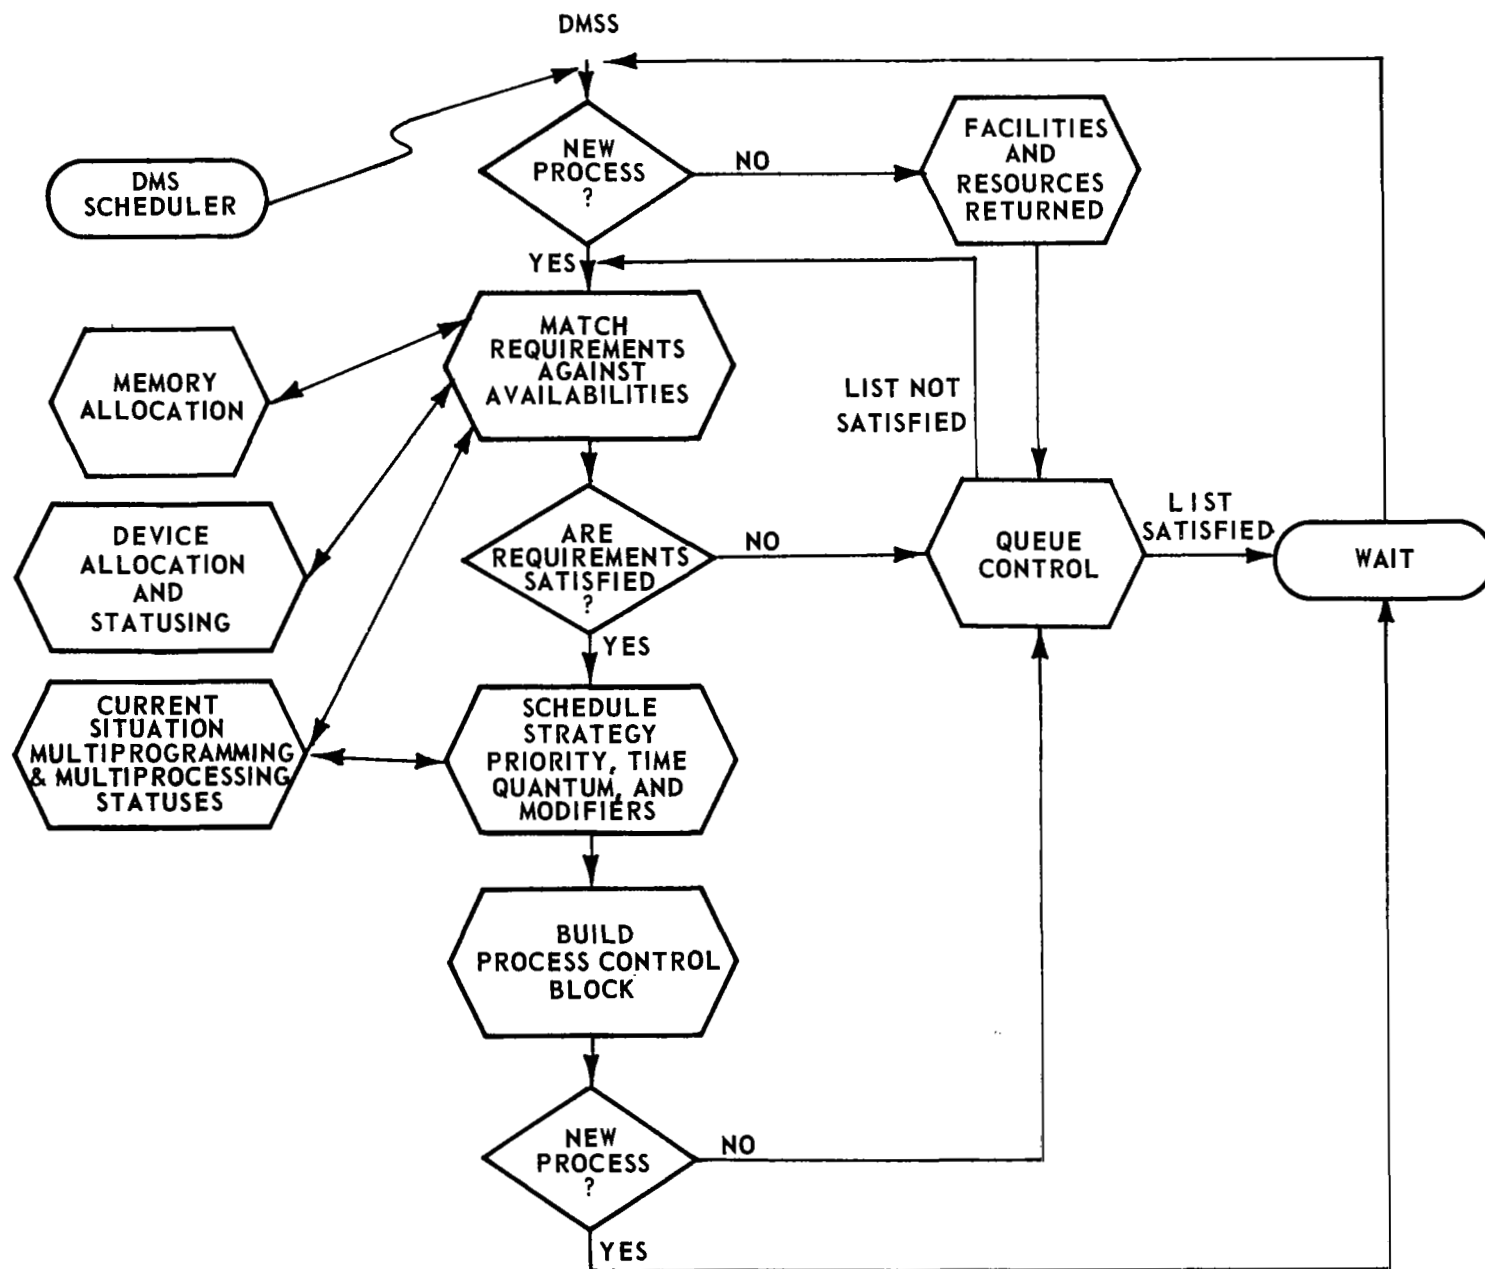 DMSS
DMS
SCHEDULER
NEW
PROCESS
?
NO
FACILITIES
AND
RESOURCES
RETURNED
YES
MATCH
REQUIREMENTS
AGAINST
AVAILABILITIES
MEMORY
ALLOCATION
LIST NOT
SATISFIED
DEVICE
ALLOCATION
AND
STATUSING
ARE
REQUIREMENTS
SATISFIED
?
NO
QUEUE
CONTROL
LIST
SATISFIED
WAIT
YES
CURRENT
SITUATION
MULTIPROGRAMMING
& MULTIPROCESSING
STATUSES
SCHEDULE
STRATEGY
PRIORITY, TIME
QUANTUM, AND
MODIFIERS
BUILD
PROCESS CONTROL
BLOCK
NEW
PROCESS
?
NO
YES